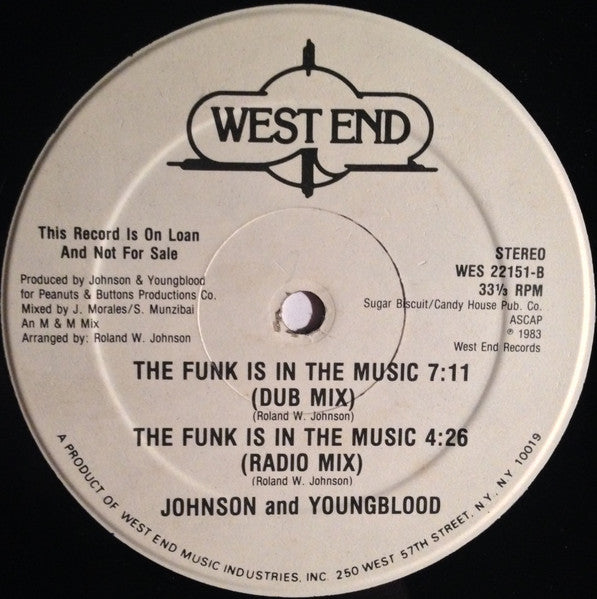 WEST END
This Record Is On Loan
And Not For Sale
Produced by Johnson & Youngblood
for Peanuts & Buttons Productions Co.
Mixed by J. Morales/S. Munzibai
An M & M Mix
Arranged by: Roland W. Johnson
STEREO
WES 22151-B
33⅓ RPM
Sugar Biscuit/Candy House Pub. Co.
ASCAP
℗ 1983
West End Records
THE FUNK IS IN THE MUSIC 7:11
(DUB MIX)
(Roland W. Johnson)
THE FUNK IS IN THE MUSIC 4:26
(RADIO MIX)
(Roland W. Johnson)
JOHNSON and YOUNGBLOOD
A PRODUCT OF WEST END MUSIC INDUSTRIES, INC. 250 WEST 57TH STREET, N.Y., NY 10019